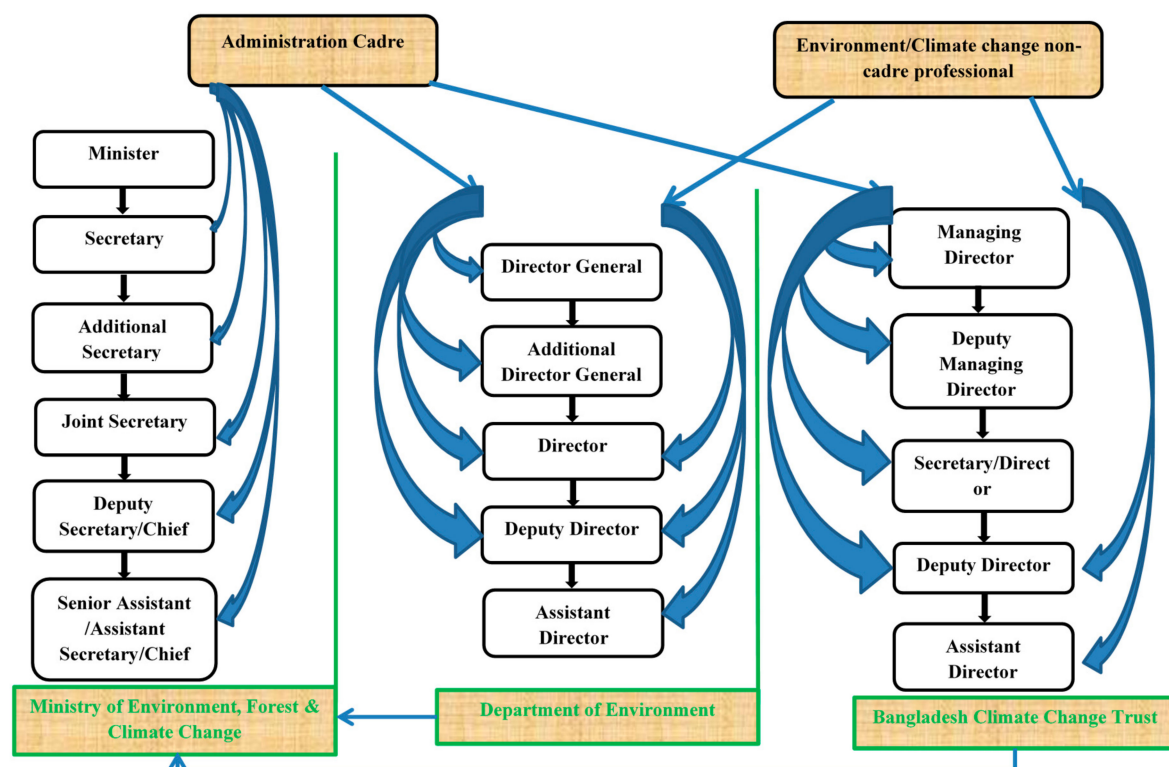 Administration Cadre
Environment/Climate change non-
cadre professional
Minister
Secretary
Additional
Secretary
Joint Secretary
Deputy
Secretary/Chief
Senior Assistant
/Assistant
Secretary/Chief
Ministry of Environment, Forest &
Climate Change
Director General
Additional
Director General
Director
Deputy Director
Assistant
Director
Department of Environment
Managing
Director
Deputy
Managing
Director
Secretary/Direct
or
Deputy Director
Assistant
Director
Bangladesh Climate Change Trust